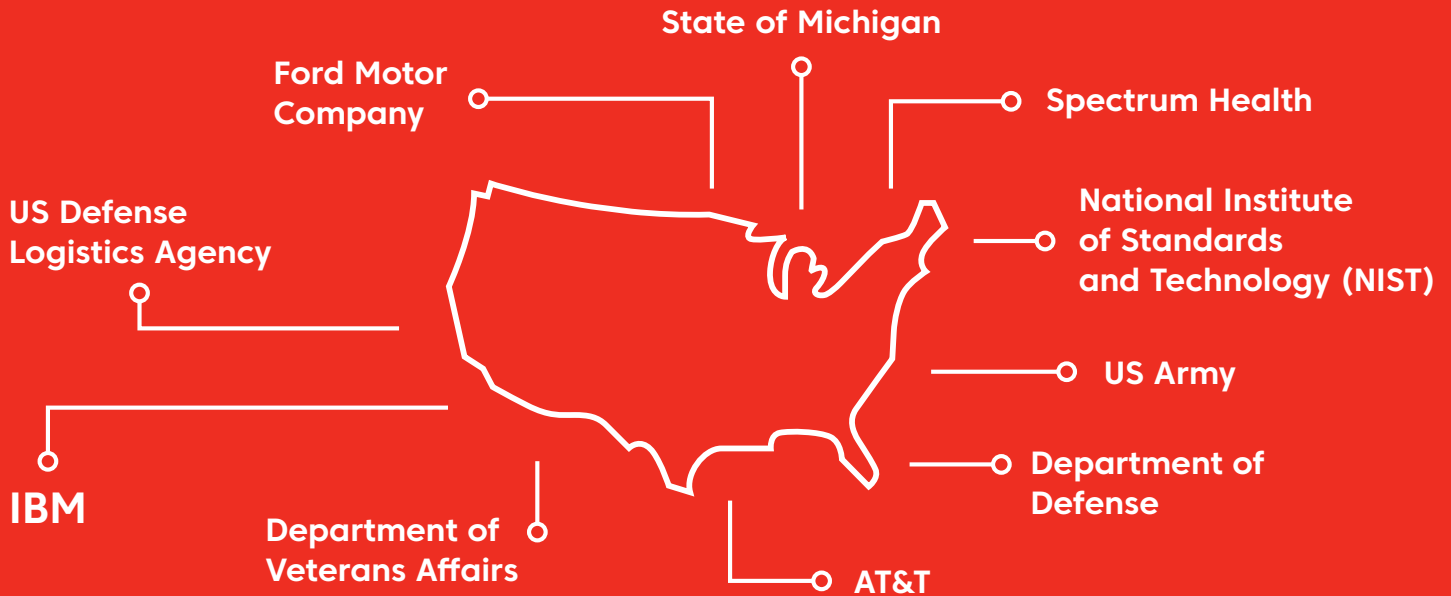 State of Michigan
Ford Motor
Company
Spectrum Health
US Defense
Logistics Agency
National Institute
of Standards
and Technology (NIST)
US Army
IBM
Department of
Defense
Department of
Veterans Affairs
AT&T